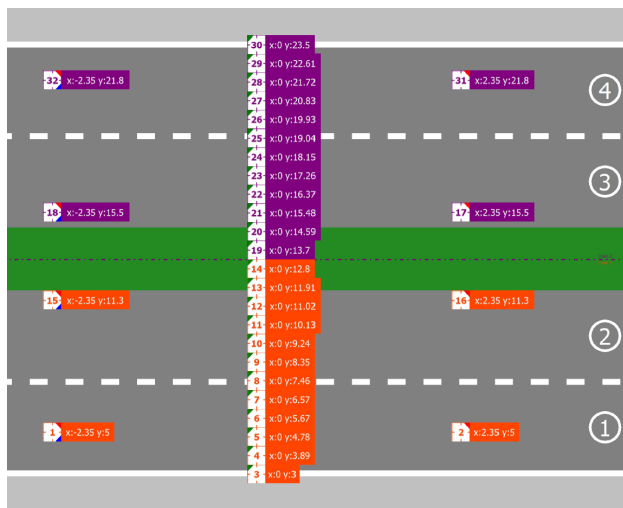 30 x:0 y:23.5
29 x:0 y:22.61
32 x:-2.35 y:21.8
28 x:0 y:21.72
31 x:2.35 y:21.8
4
27 x:0 y:20.83
26 x:0 y:19.93
25 x:0 y:19.04
24 x:0 y:18.15
23 x:0 y:17.26
3
22 x:0 y:16.37
18 x:-2.35 y:15.5
21 x:0 y:15.48
17 x:2.35 y:15.5
20 x:0 y:14.59
19 x:0 y:13.7
14 x:0 y:12.8
13 x:0 y:11.91
15 x:-2.35 y:11.3
12 x:0 y:11.02
16 x:2.35 y:11.3
11 x:0 y:10.13
2
10 x:0 y:9.24
9 x:0 y:8.35
8 x:0 y:7.46
7 x:0 y:6.57
6 x:0 y:5.67
1
1 x:-2.35 y:5
5 x:0 y:4.78
2 x:2.35 y:5
4 x:0 y:3.89
3 x:0 y:3